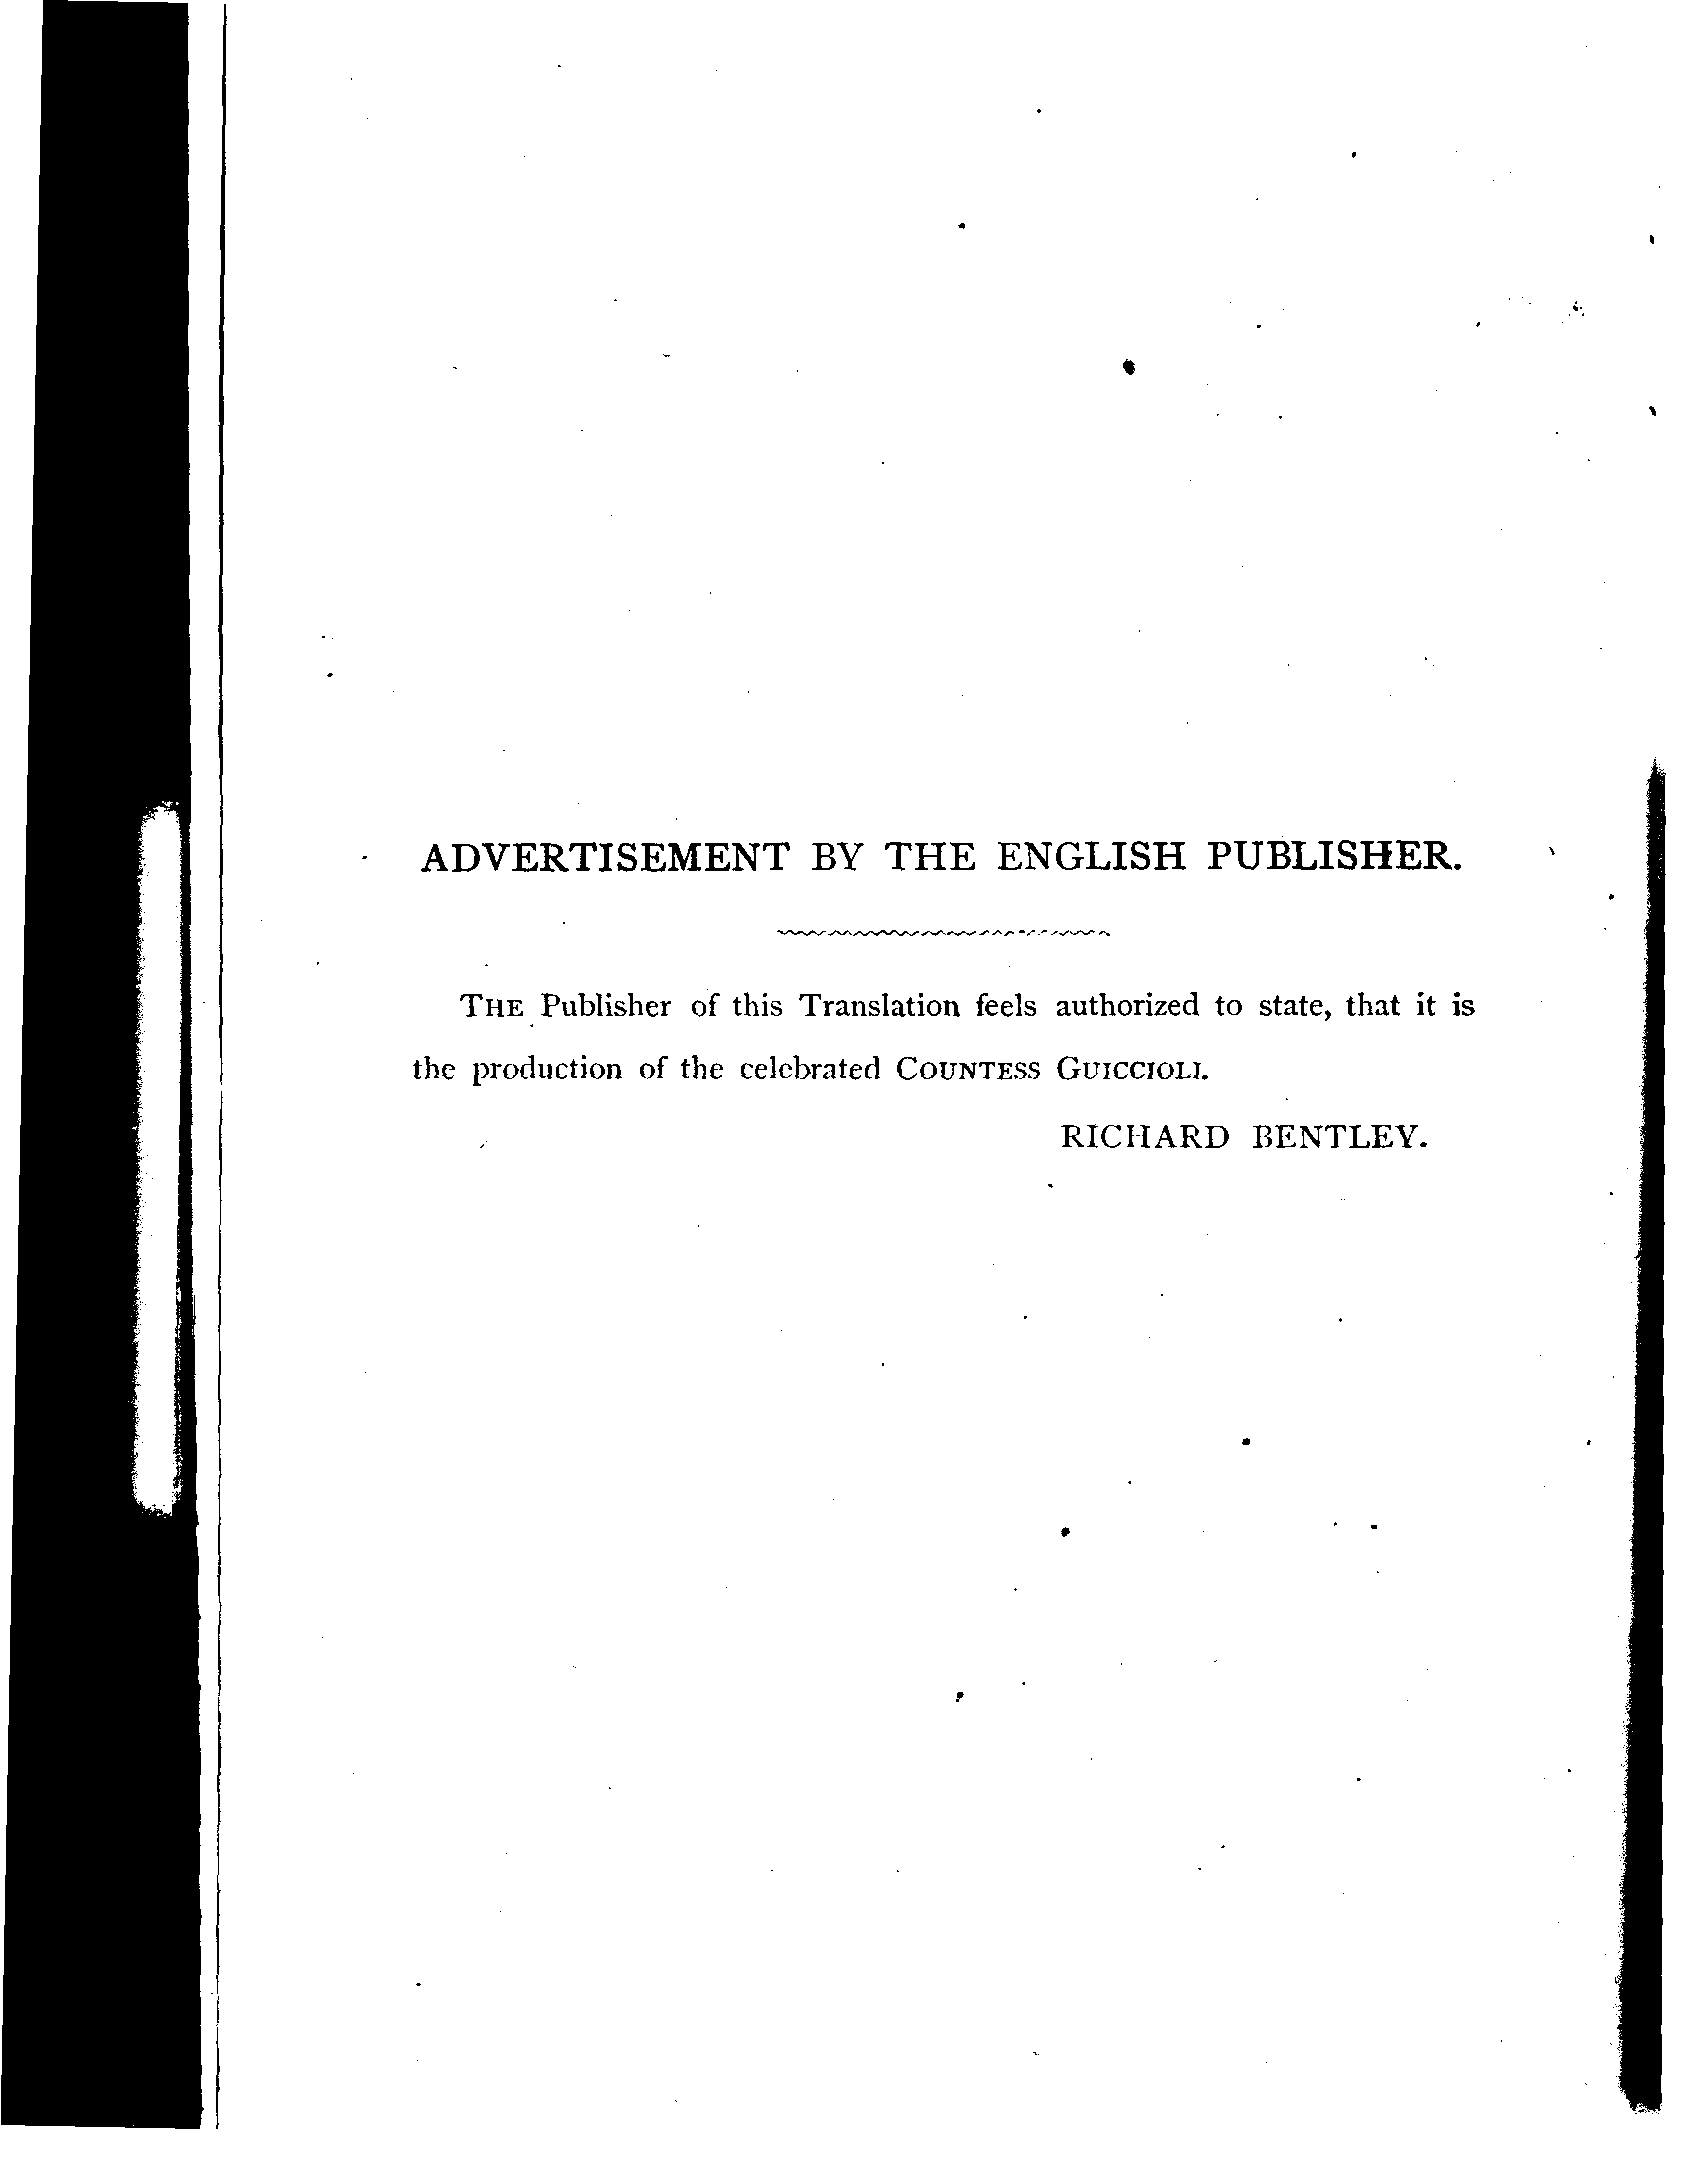 ADVERTISEMENT BY THE ENGLISH PUBLISHER.
THE Publisher of this Translation feels authorized to state, that it is
the production of the celebrated COUNTESS GUICCIOLI.
RICHARD BENTLEY.